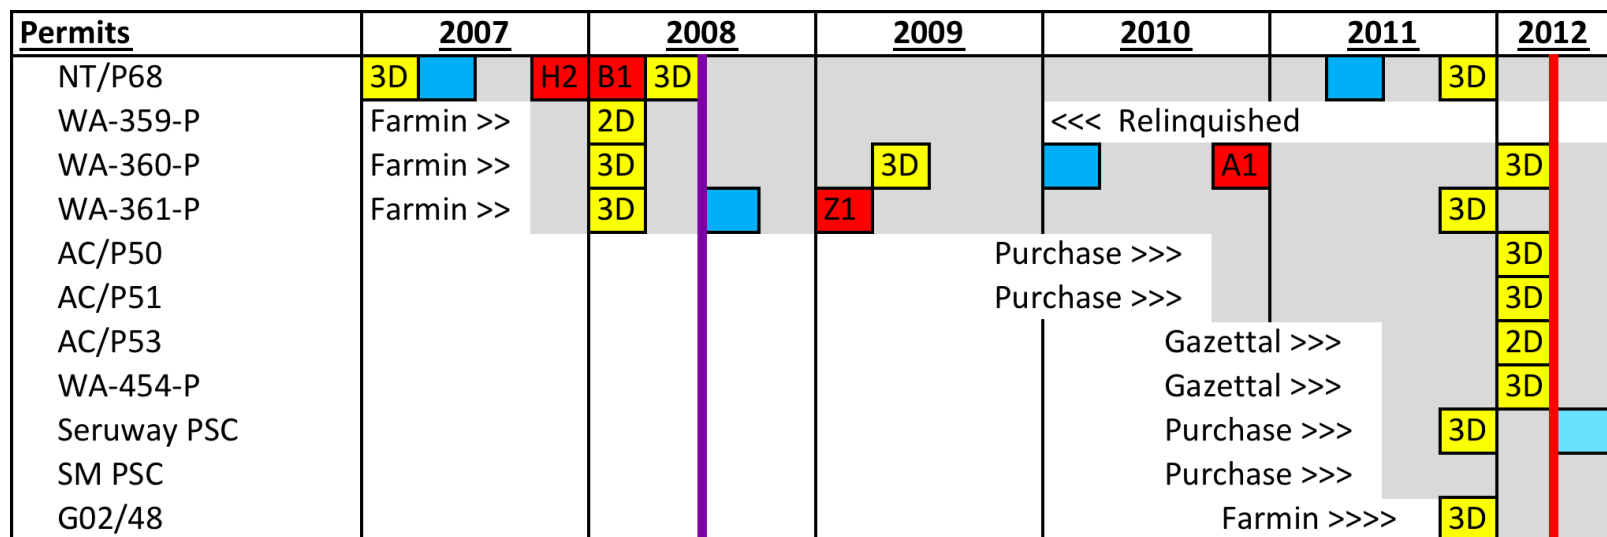 Permits 2007 2008 2009 2010 2011 2012
NT/P68 3D H2 B1 3D 3D
WA-359-P Farmin >> 2D <<< Relinquished
WA-360-P Farmin >> 3D 3D A1 3D
WA-361-P Farmin >> 3D Z1 3D
AC/P50 Purchase >>> 3D
AC/P51 Purchase >>> 3D
AC/P53 Gazettal >>> 2D
WA-454-P Gazettal >>> 3D
Seruway PSC Purchase >>> 3D
SM PSC Purchase >>>
G02/48 Farmin >>>> 3D